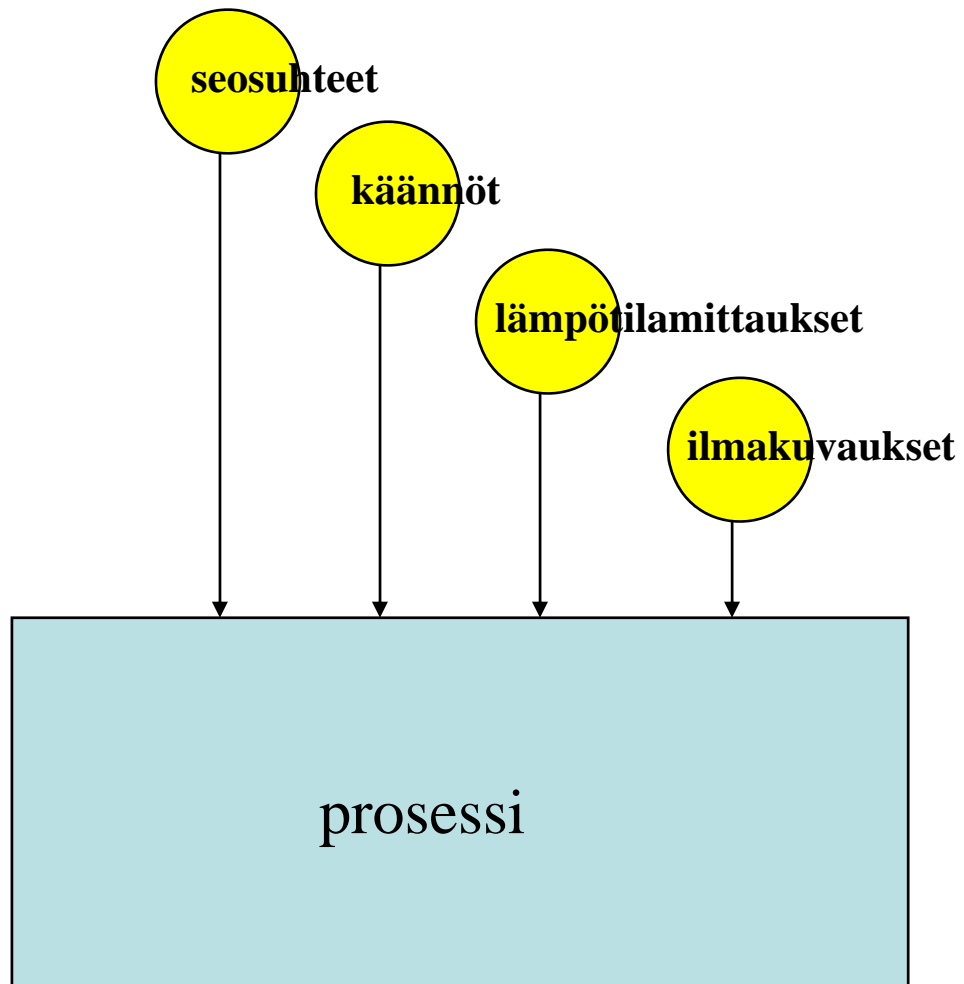 seosuhteet
käännöt
lämpötilamittaukset
ilmakuvaukset
prosessi